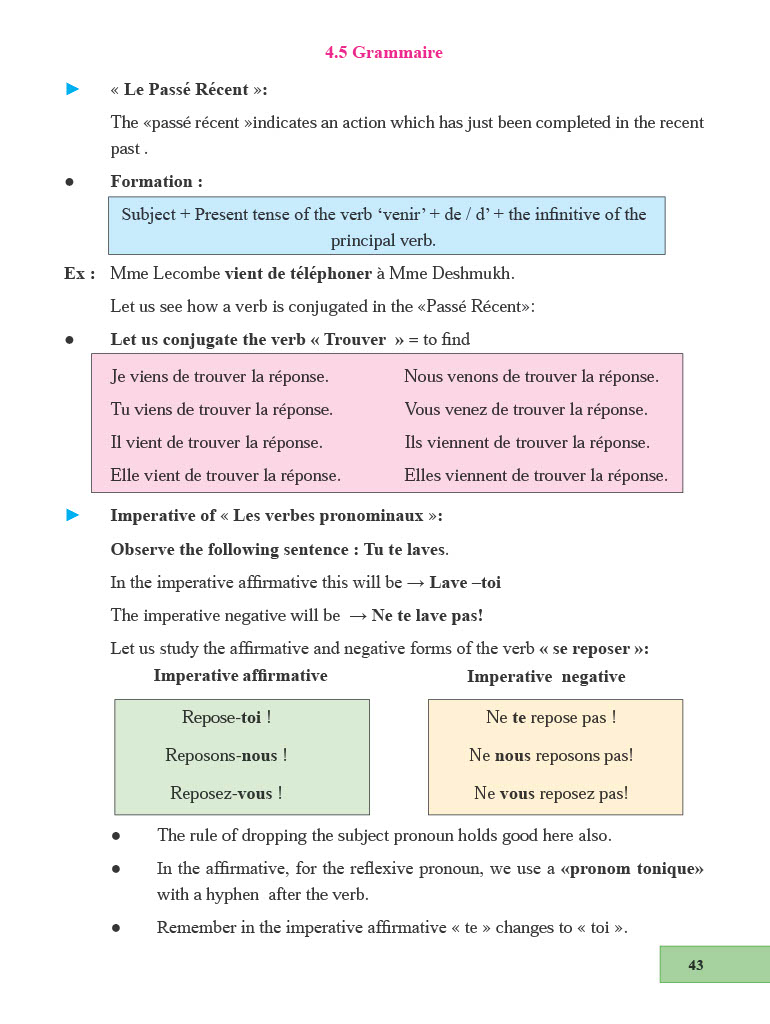 4.5 Grammaire
► « Le Passé Récent »:
The «passé récent »indicates an action which has just been completed in the recent
past .
● Formation :
Subject + Present tense of the verb ‘venir’ + de / d’ + the infinitive of the
principal verb.
Ex : Mme Lecombe vient de téléphoner à Mme Deshmukh.
Let us see how a verb is conjugated in the «Passé Récent»:
● Let us conjugate the verb « Trouver » = to find
Je viens de trouver la réponse. Nous venons de trouver la réponse.
Tu viens de trouver la réponse. Vous venez de trouver la réponse.
Il vient de trouver la réponse. Ils viennent de trouver la réponse.
Elle vient de trouver la réponse. Elles viennent de trouver la réponse.
► Imperative of « Les verbes pronominaux »:
Observe the following sentence : Tu te laves.
In the imperative affirmative this will be → Lave –toi
The imperative negative will be → Ne te lave pas!
Let us study the affirmative and negative forms of the verb « se reposer »:
Imperative affirmative Imperative negative
Repose-toi ! Ne te repose pas !
Reposons-nous ! Ne nous reposons pas!
Reposez-vous ! Ne vous reposez pas!
● The rule of dropping the subject pronoun holds good here also.
● In the affirmative, for the reflexive pronoun, we use a «pronom tonique»
with a hyphen after the verb.
● Remember in the imperative affirmative « te » changes to « toi ».
43